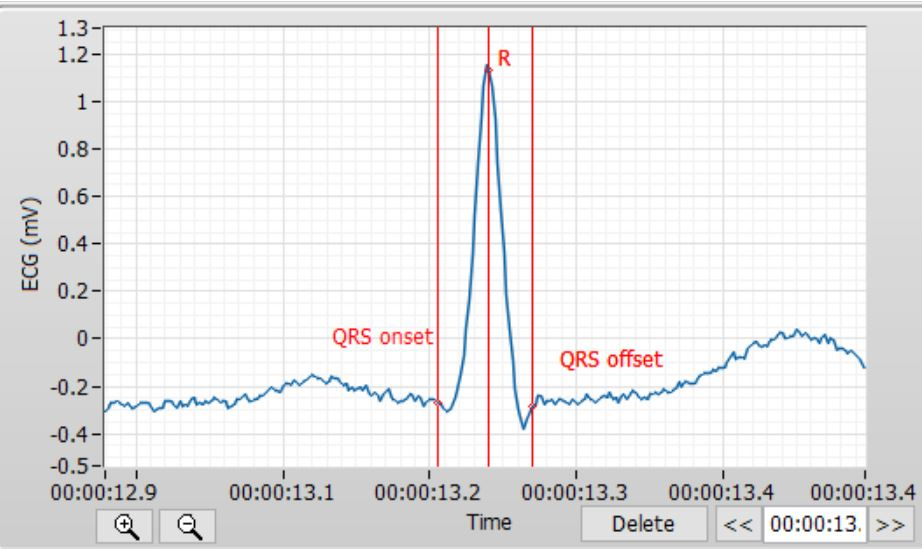 1.3
1.2
R
1
0.8
0.6
ECG (mV)
0.4
0.2
0
QRS onset
QRS offset
-0.2
-0.4
-0.5
00:00:12.9 00:00:13.1 00:00:13.2 00:00:13.3 00:00:13.4 00:00:13.4
Time
Delete << 00:00:13. >>